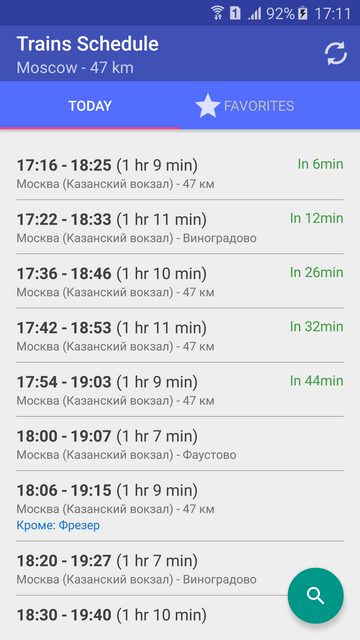 1 92% 17:11
Trains Schedule
Moscow - 47 km
TODAY FAVORITES
17:16 - 18:25 (1 hr 9 min) In 6min
Москва (Казанский вокзал) - 47 км
17:22 - 18:33 (1 hr 11 min) In 12min
Москва (Казанский вокзал) - Виноградово
17:36 - 18:46 (1 hr 10 min) In 26min
Москва (Казанский вокзал) - 47 км
17:42 - 18:53 (1 hr 11 min) In 32min
Москва (Казанский вокзал) - 47 км
17:54 - 19:03 (1 hr 9 min) In 44min
Москва (Казанский вокзал) - 47 км
18:00 - 19:07 (1 hr 7 min)
Москва (Казанский вокзал) - Фаустово
18:06 - 19:15 (1 hr 9 min)
Москва (Казанский вокзал) - 47 км
Кроме: Фрезер
18:20 - 19:27 (1 hr 7 min)
Москва (Казанский вокзал) - Виноградово
18:30 - 19:40 (1 hr 10 min)